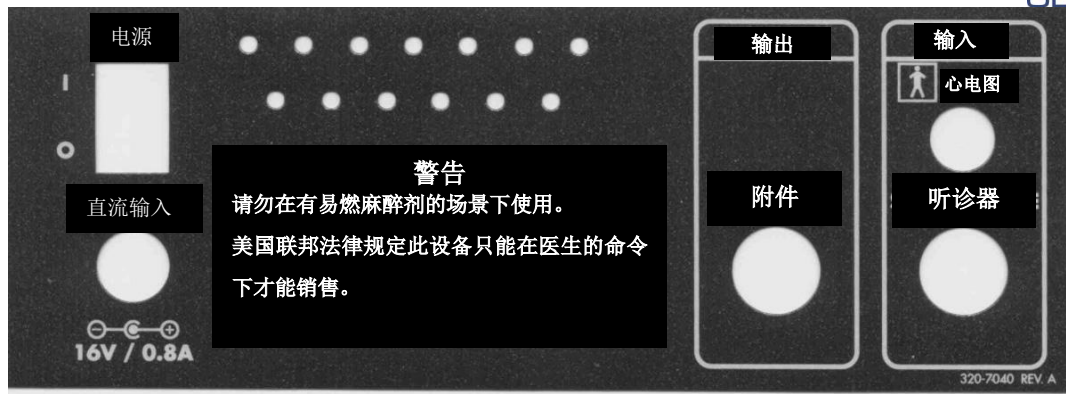 电源
I
O
直流输入
16V / 0.8A
警告
请勿在有易燃麻醉剂的场景下使用。
美国联邦法律规定此设备只能在医生的命令
下才能销售。
输出
附件
输入
心电图
听诊器
320-7040 REV. A